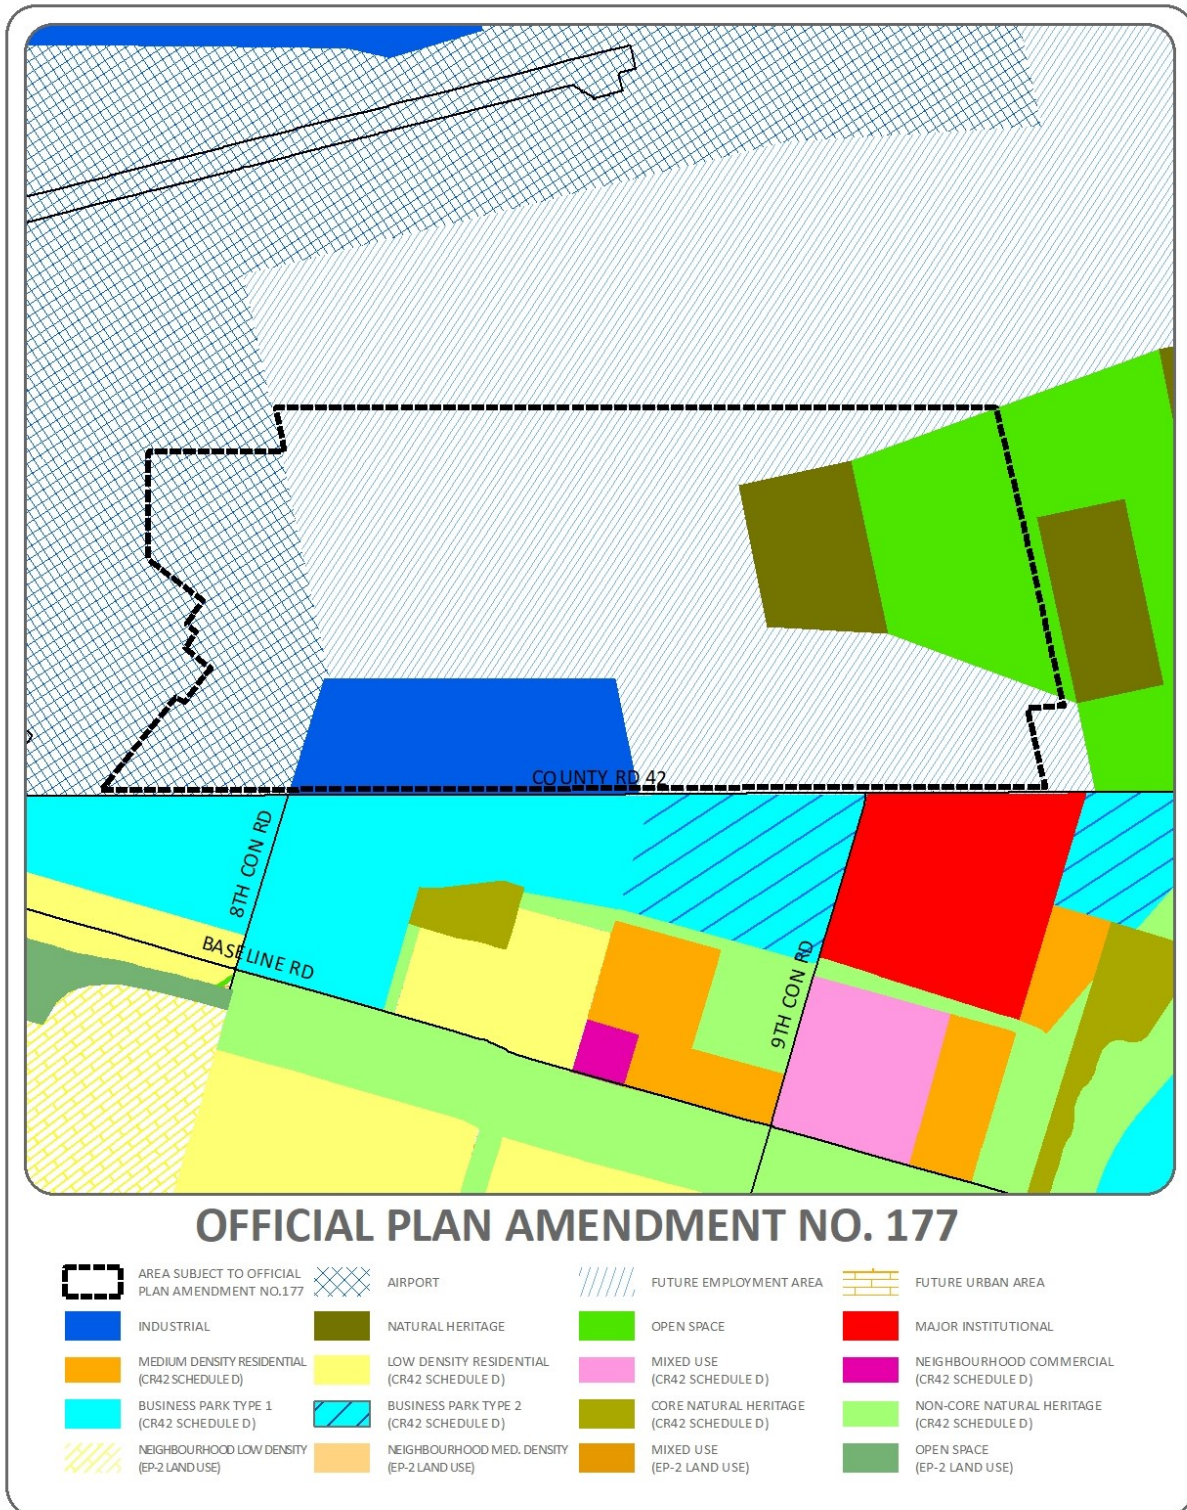 COUNTY RD 42
8TH CON RD
BASELINE RD
9TH CON RD
OFFICIAL PLAN AMENDMENT NO. 177
AREA SUBJECT TO OFFICIAL
PLAN AMENDMENT NO.177
AIRPORT
FUTURE EMPLOYMENT AREA
FUTURE URBAN AREA
INDUSTRIAL
NATURAL HERITAGE
OPEN SPACE
MAJOR INSTITUTIONAL
MEDIUM DENSITY RESIDENTIAL
(CR42 SCHEDULE D)
LOW DENSITY RESIDENTIAL
(CR42 SCHEDULE D)
MIXED USE
(CR42 SCHEDULE D)
NEIGHBOURHOOD COMMERCIAL
(CR42 SCHEDULE D)
BUSINESS PARK TYPE 1
(CR42 SCHEDULE D)
BUSINESS PARK TYPE 2
(CR42 SCHEDULE D)
CORE NATURAL HERITAGE
(CR42 SCHEDULE D)
NON-CORE NATURAL HERITAGE
(CR42 SCHEDULE D)
NEIGHBOURHOOD LOW DENSITY
(EP-2 LAND USE)
NEIGHBOURHOOD MED. DENSITY
(EP-2 LAND USE)
MIXED USE
(EP-2 LAND USE)
OPEN SPACE
(EP-2 LAND USE)